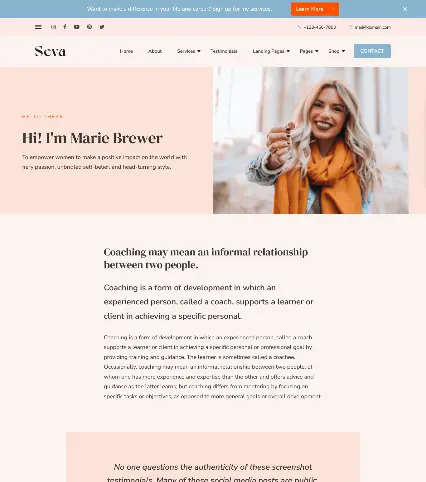 Want to make a difference in your life and career? Sign up for my services.
Learn More
mail@domain.com
Seva
Home
About
Services
Testimonials
Landing Pages
Pages
Shop
CONTACT
Hi! I'm Marie Brewer
To empower women to make a positive impact on the world with
fiery passion, unbridled self-belief, and head-turning style.
Coaching may mean an informal relationship
between two people.
Coaching is a form of development in which an
experienced person, called a coach, supports a learner or
client in achieving a specific personal.
Coaching is a form of development in which an experienced person, called a coach,
supports a learner or client in achieving a specific personal or professional goal by
providing training and guidance. The learner is sometimes called a coachee.
Occasionally, coaching may mean an informal relationship between two people, of
whom one has more experience and expertise than the other and offers advice and
guidance as the latter learns; but coaching differs from mentoring by focusing on
specific tasks or objectives, as opposed to more general goals or overall development.
No one questions the authenticity of these screenshot
testimonials. Many of these social media posts are public